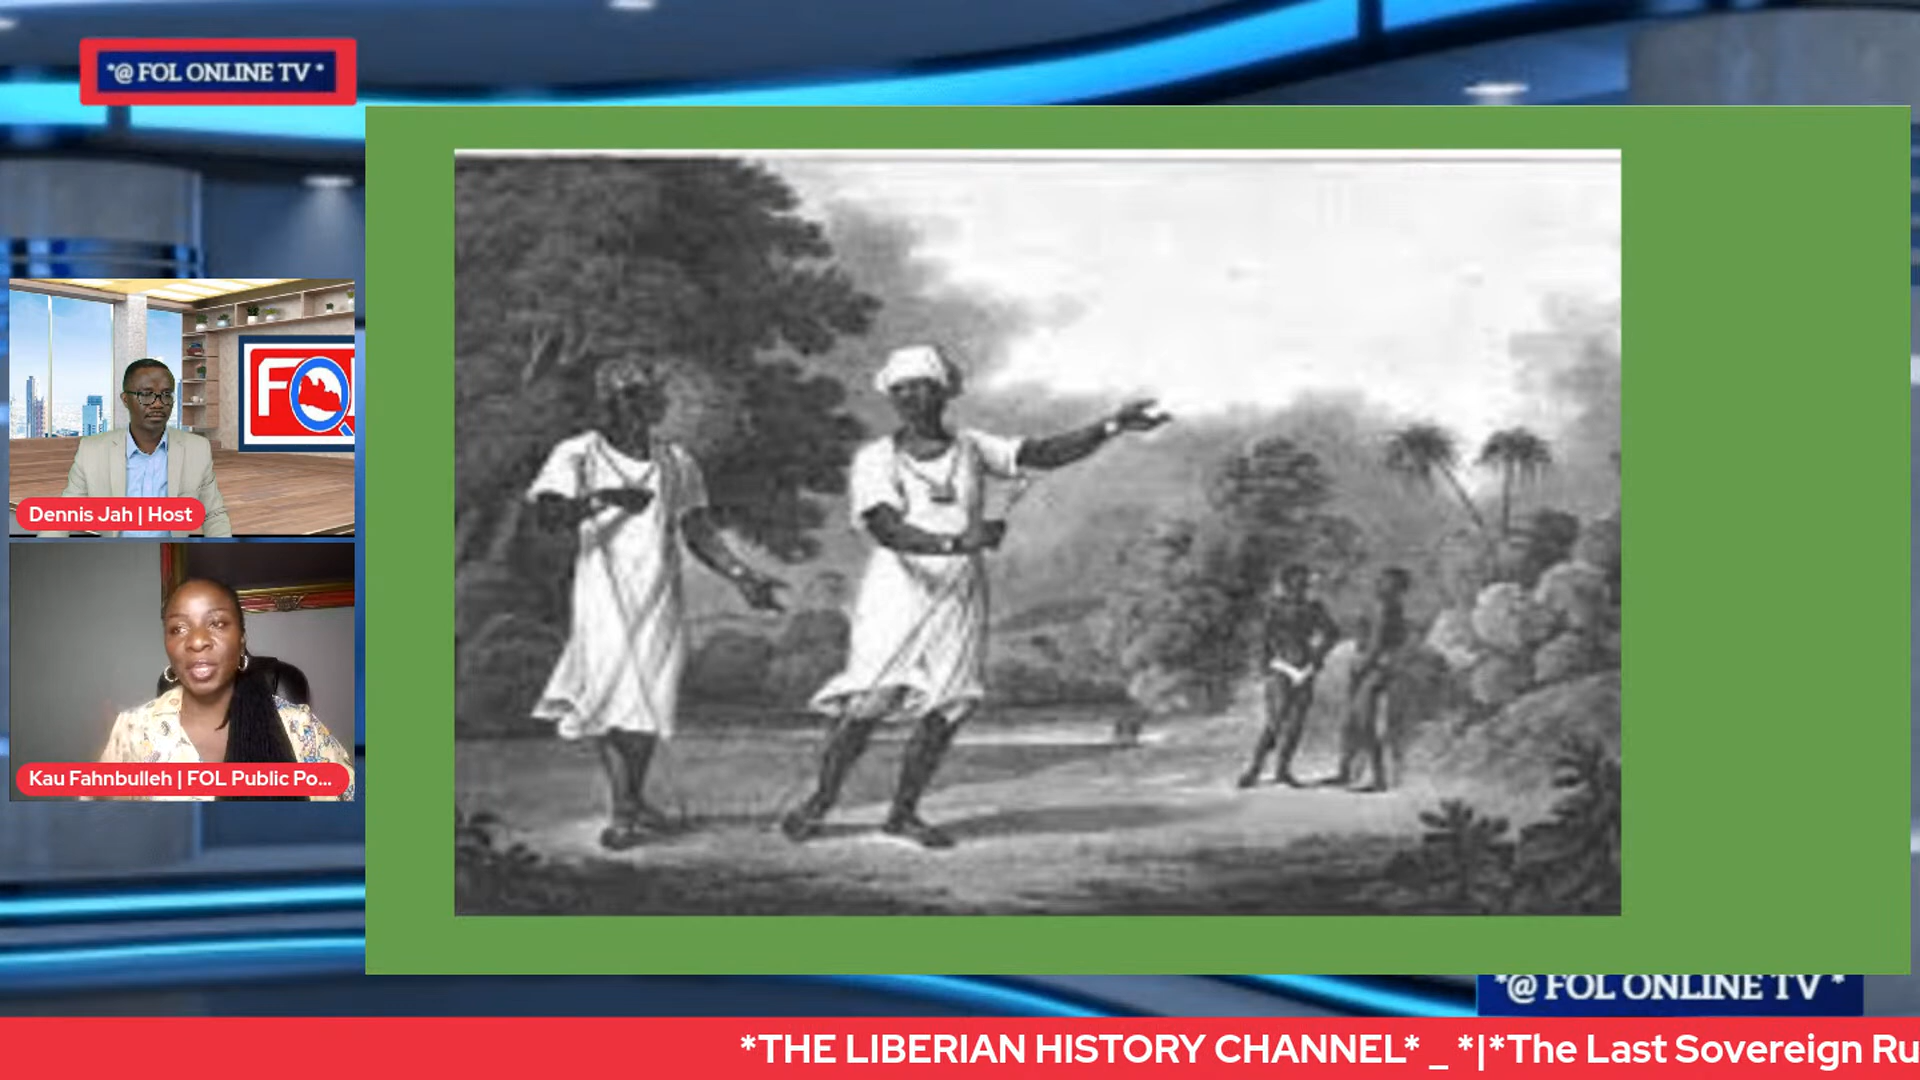 *@ FOL ONLINE TV *
FOL
Dennis Jah | Host
Kau Fahnbulleh | FOL Public Po...
*@ FOL ONLINE TV *
*THE LIBERIAN HISTORY CHANNEL* _ *|*The Last Sovereign Ru